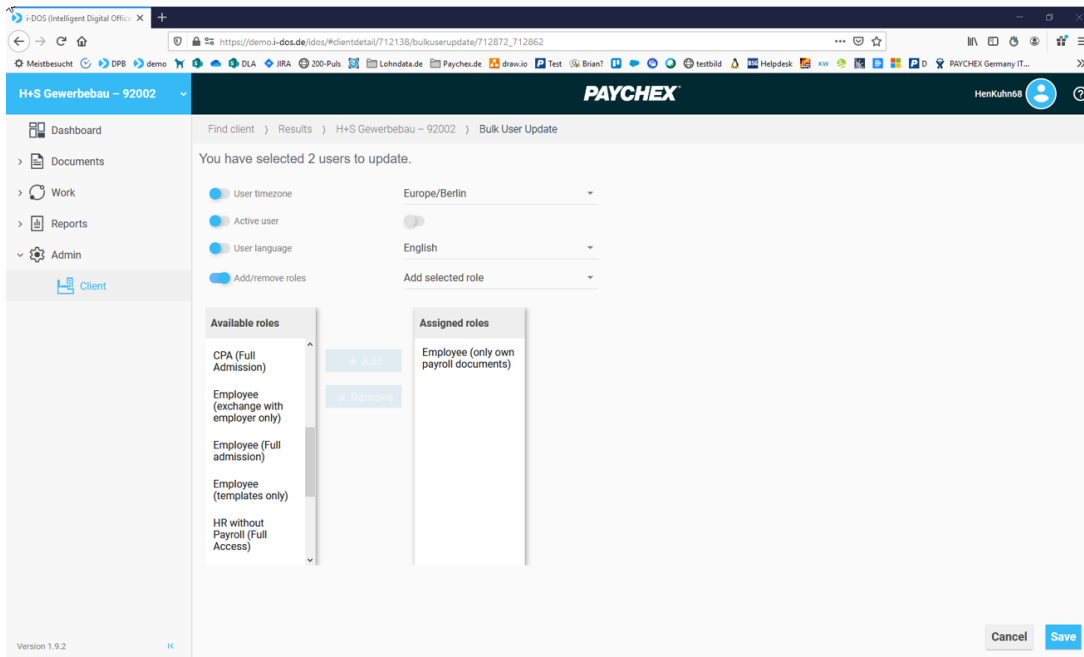 i-DOS (Intelligent Digital Office
https://demo.i-dos.de/idos/#clientdetail/712138/bulkuserupdate/712872_712862
Meistbesucht DPB demo DLA JIRA 200-Puls Lohndata.de Paychex.de draw.io Test Brian? testbild Helpdesk KW P D PAYCHEX Germany IT...
H+S Gewerbebau – 92002 PAYCHEX HenKuhn68
Dashboard
Documents
Work
Reports
Admin
Client
Version 1.9.2
Find client ) Results ) H+S Gewerbebau – 92002 ) Bulk User Update
You have selected 2 users to update.
User timezone Europe/Berlin
Active user
User language English
Add/remove roles Add selected role
Available roles
CPA (Full
Admission)
Employee
(exchange with
employer only)
Employee (Full
admission)
Employee
(templates only)
HR without
Payroll (Full
Access)
+ Add
× Remove
Assigned roles
Employee (only own
payroll documents)
Cancel Save